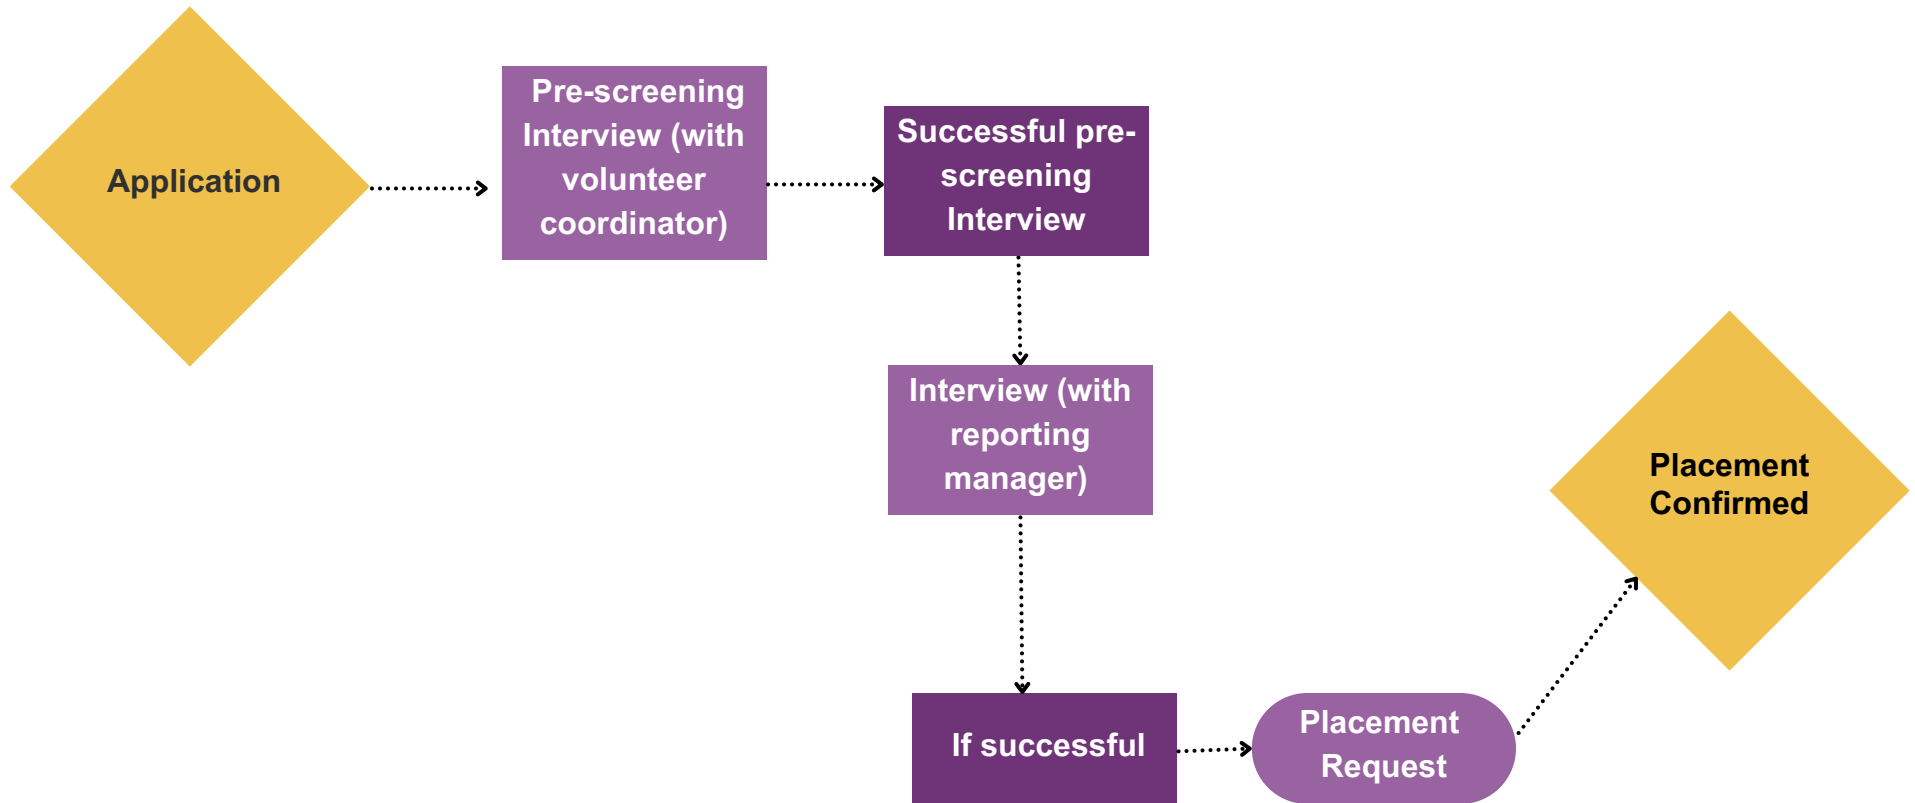 Application
Pre-screening
Interview (with
volunteer
coordinator)
Successful pre-
screening
Interview
Interview (with
reporting
manager)
If successful
Placement
Request
Placement
Confirmed